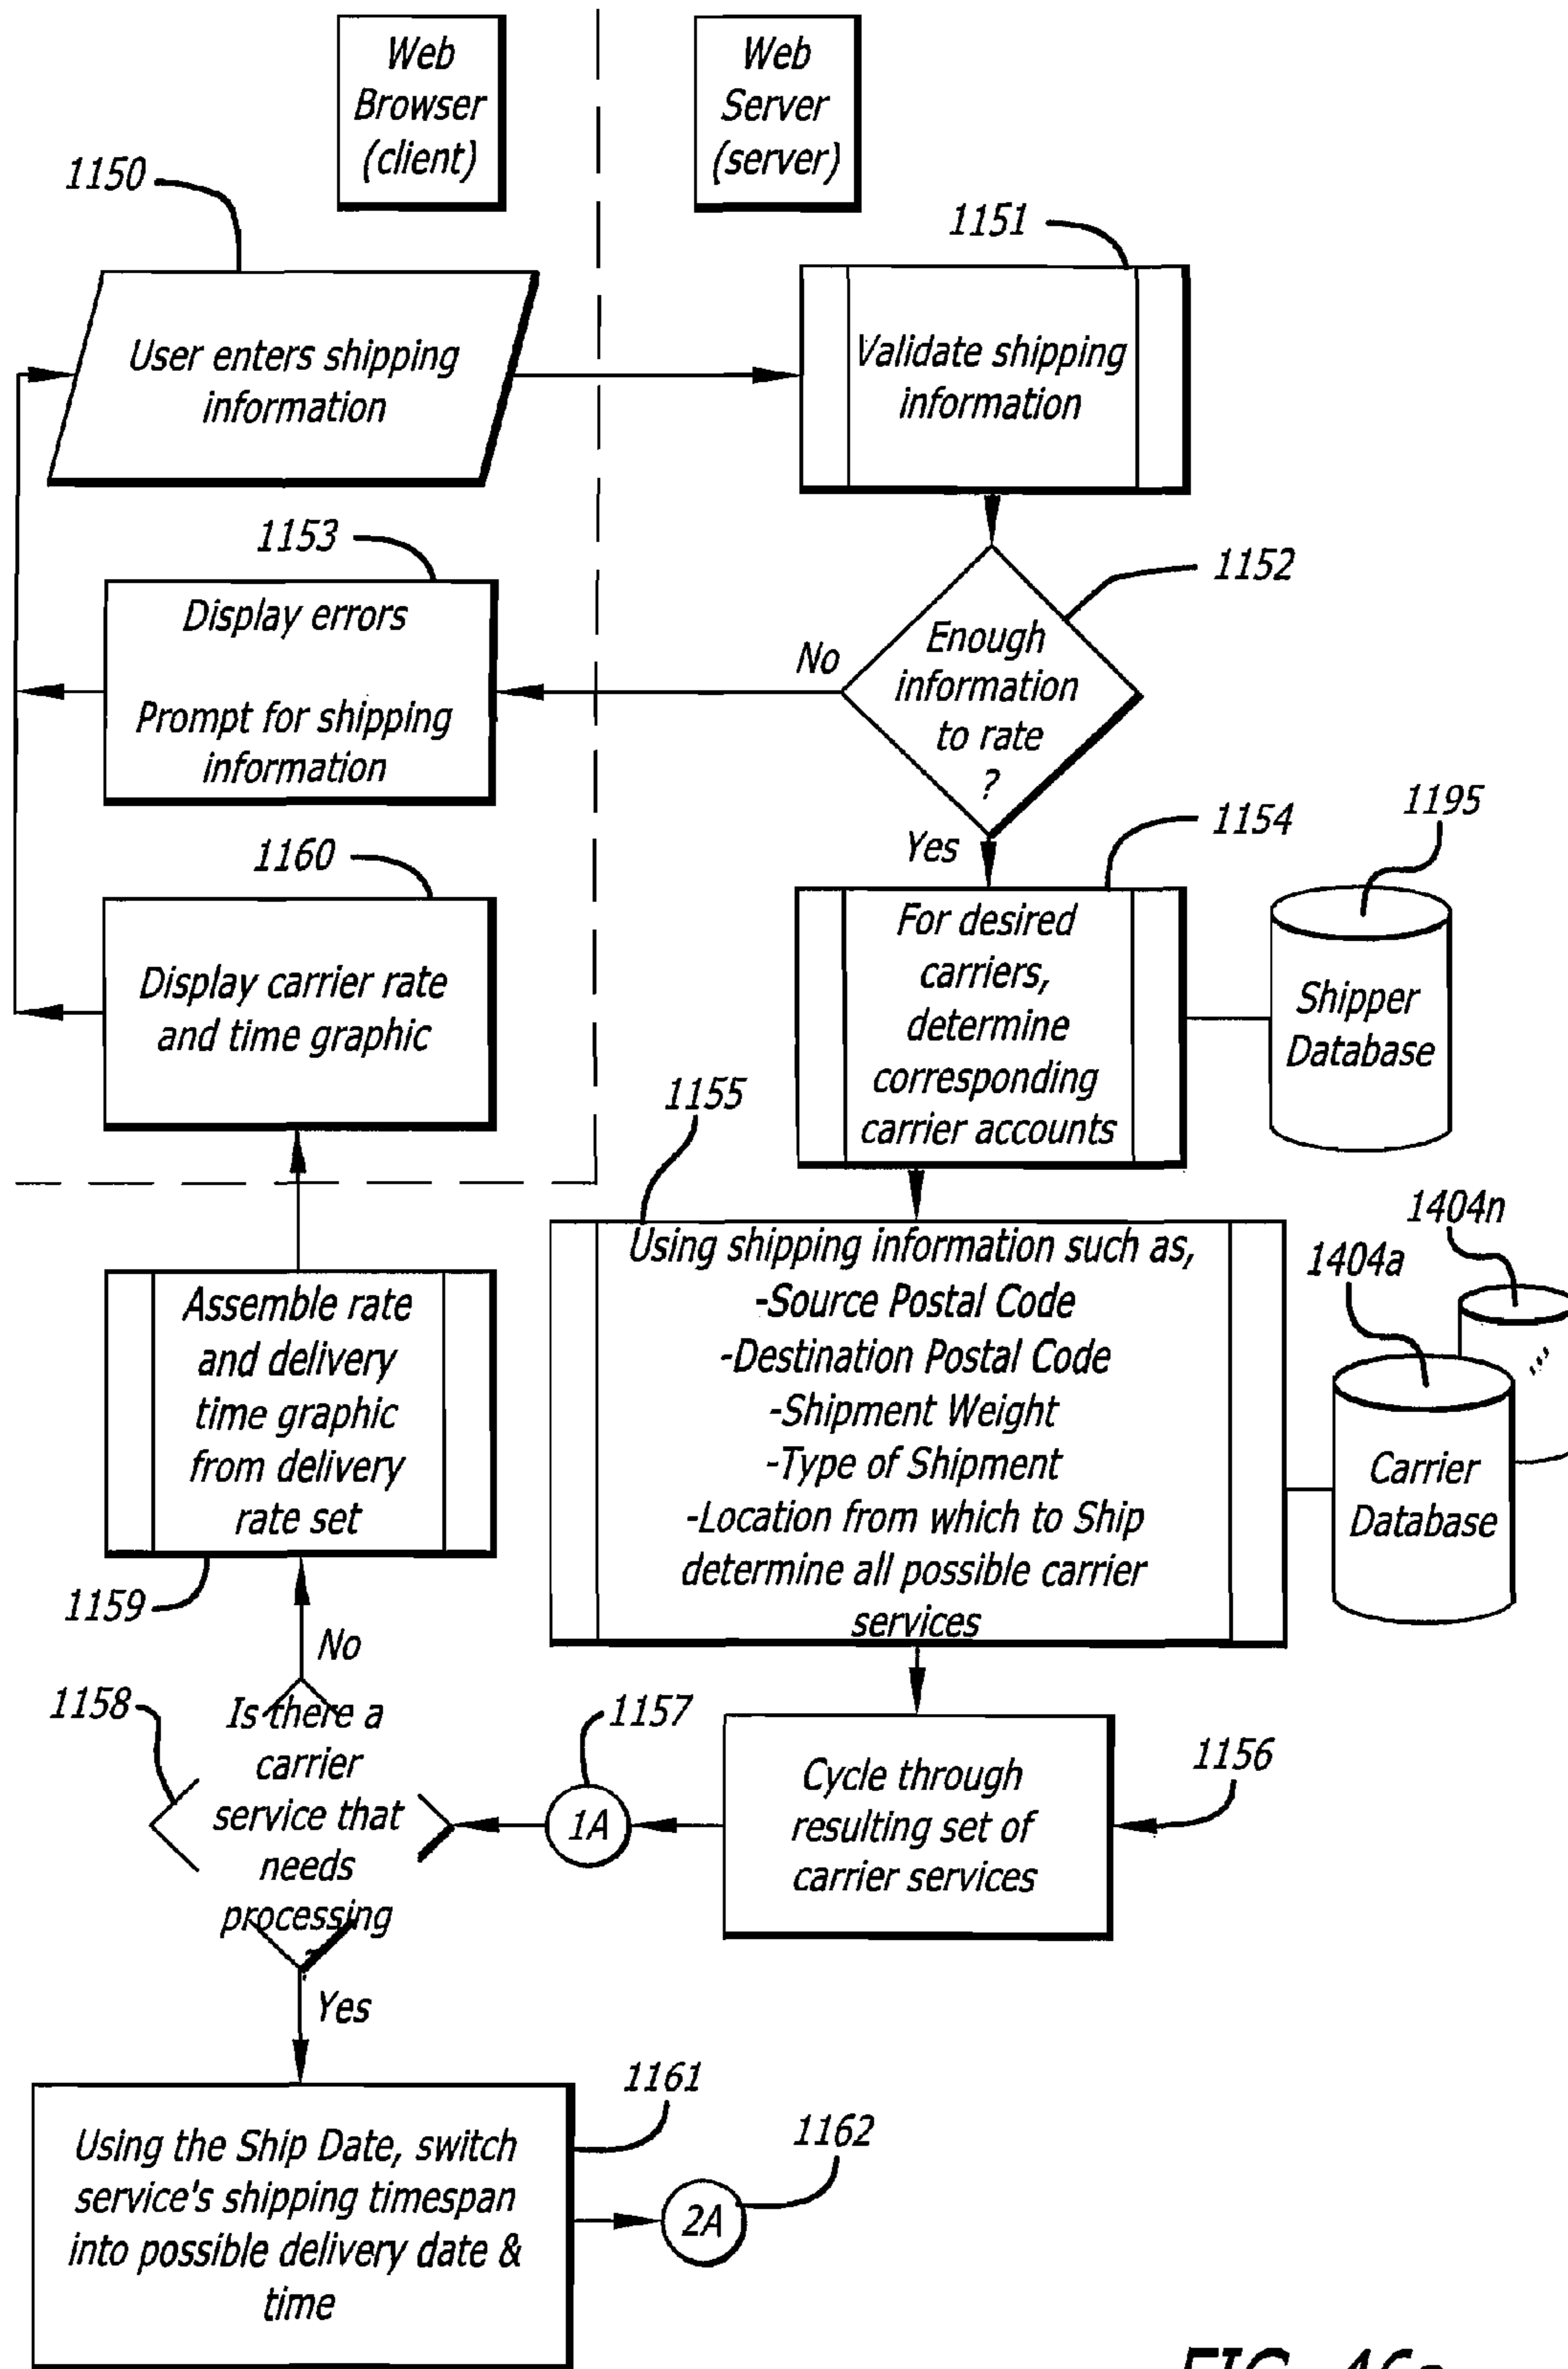 Web
Browser
(client)
Web
Server
(server)
1150
1151
User enters shipping
information
Validate shipping
information
1153
1152
Display errors
Prompt for shipping
information
No
Enough
information
to rate
?
Yes
1160
1154
1195
Display carrier rate
and time graphic
For desired
carriers,
determine
corresponding
carrier accounts
Shipper
Database
1155
1404n
1404a
Using shipping information such as,
-Source Postal Code
-Destination Postal Code
-Shipment Weight
-Type of Shipment
-Location from which to Ship
determine all possible carrier
services
Carrier
Database
...
Assemble rate
and delivery
time graphic
from delivery
rate set
1159
No
1158
Is there a
carrier
service that
needs
processing
?
1157
1A
Cycle through
resulting set of
carrier services
1156
Yes
1161
Using the Ship Date, switch
service's shipping timespan
into possible delivery date &
time
1162
2A